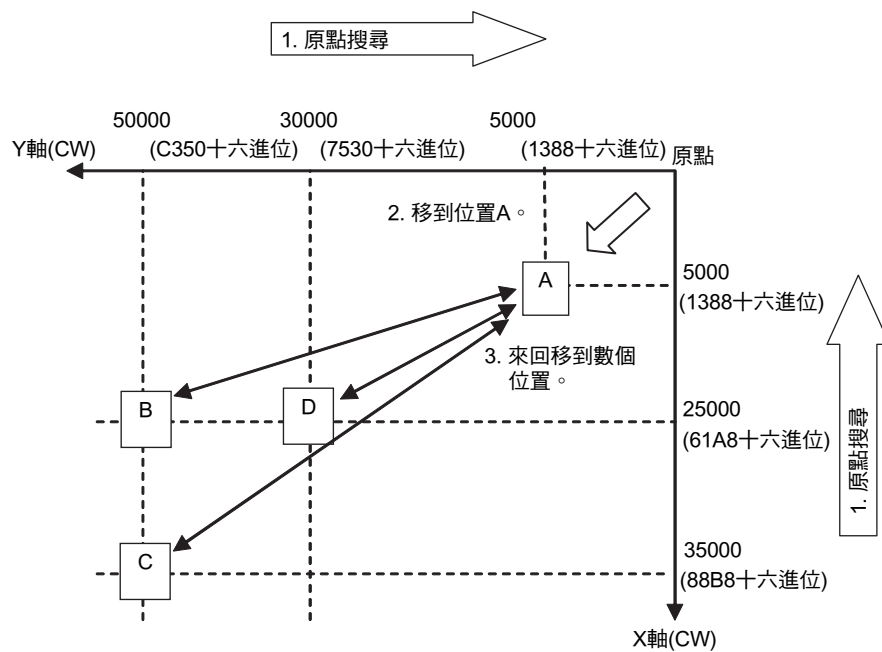 1. 原點搜尋
50000
(C350十六進位)
30000
(7530十六進位)
5000
(1388十六進位)
Y軸(CW)
原點
2. 移到位置A。
A
5000
(1388十六進位)
3. 來回移到數個
位置。
B
D
25000
(61A8十六進位)
1. 原點搜尋
C
35000
(88B8十六進位)
X軸(CW)